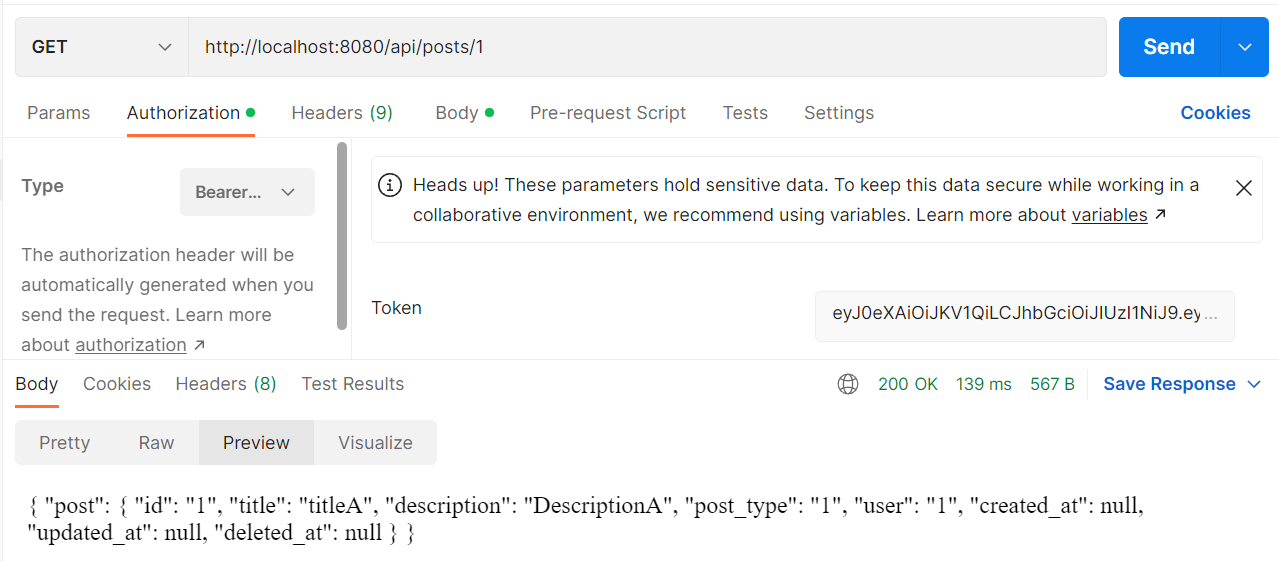 GET http://localhost:8080/api/posts/1 Send
Params Authorization Headers (9) Body Pre-request Script Tests Settings Cookies
Type Bearer...
The authorization header will be
automatically generated when you
send the request. Learn more
about authorization ↗
Heads up! These parameters hold sensitive data. To keep this data secure while working in a
collaborative environment, we recommend using variables. Learn more about variables ↗
Token eyJ0eXAiOiJKV1QiLCJhbGciOiJIUzI1NiJ9.ey...
Body Cookies Headers (8) Test Results 200 OK 139 ms 567 B Save Response
Pretty Raw Preview Visualize
{ "post": { "id": "1", "title": "titleA", "description": "DescriptionA", "post_type": "1", "user": "1", "created_at": null,
"updated_at": null, "deleted_at": null } }